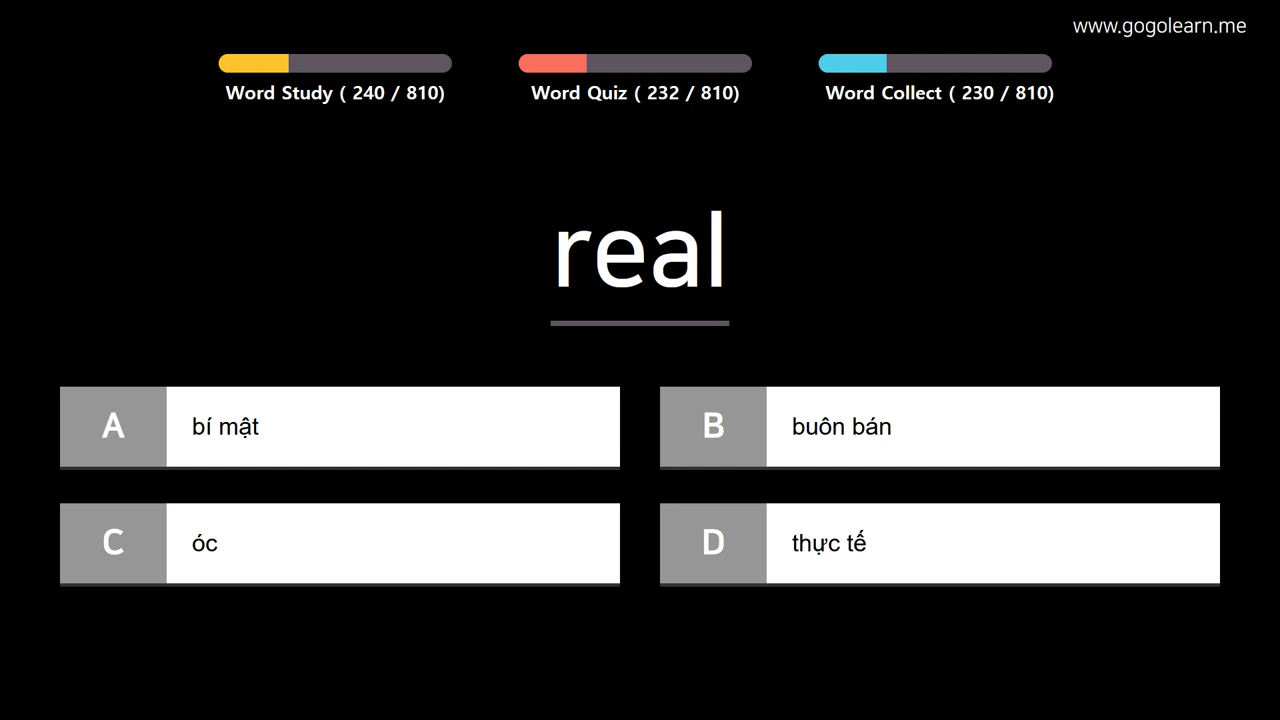 www.gogolearn.me
Word Study ( 240 / 810)
Word Quiz ( 232 / 810)
Word Collect ( 230 / 810)
real
A
bí mật
B
buôn bán
C
óc
D
thực tế